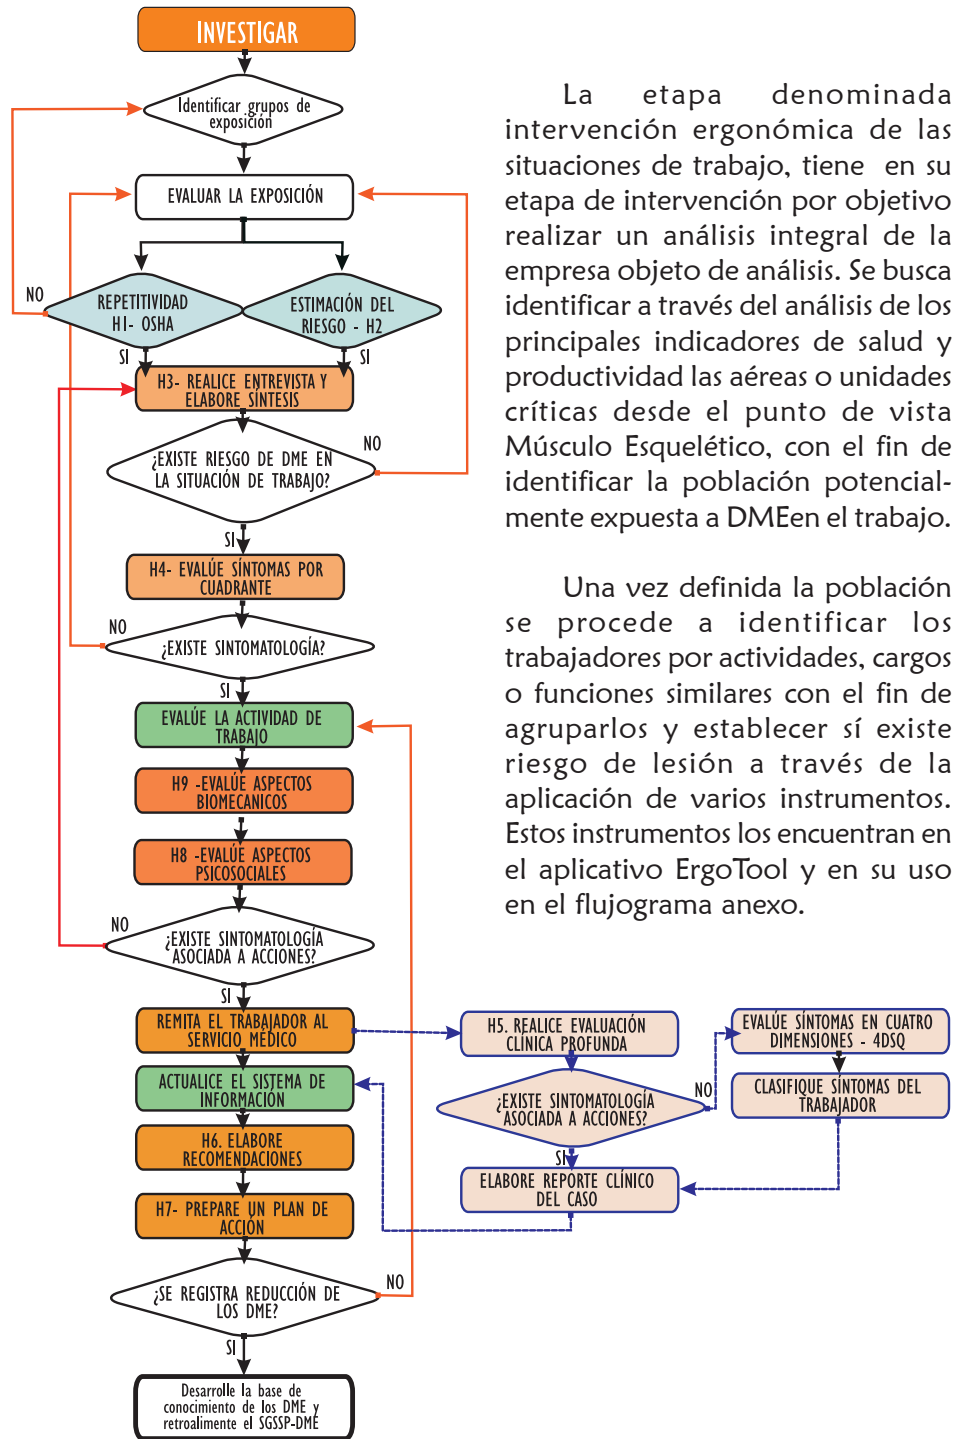 INVESTIGAR
Identificar grupos de
exposición
EVALUAR LA EXPOSICIÓN
NO
REPETITIVIDAD
H1- OSHA
ESTIMACIÓN DEL
RIESGO - H2
SI
SI
H3- REALICE ENTREVISTA Y
ELABORE SÍNTESIS
NO
¿EXISTE RIESGO DE DME EN
LA SITUACIÓN DE TRABAJO?
SI
H4- EVALÚE SÍNTOMAS POR
CUADRANTE
NO
¿EXISTE SINTOMATOLOGÍA?
SI
EVALÚE LA ACTIVIDAD DE
TRABAJO
H9 -EVALÚE ASPECTOS
BIOMECANICOS
H8 -EVALÚE ASPECTOS
PSICOSOCIALES
NO
¿EXISTE SINTOMATOLOGÍA
ASOCIADA A ACCIONES?
SI
REMITA EL TRABAJADOR AL
SERVICIO MÉDICO
ACTUALICE EL SISTEMA DE
INFORMACIÓN
H6. ELABORE
RECOMENDACIONES
H7- PREPARE UN PLAN DE
ACCIÓN
NO
¿SE REGISTRA REDUCCIÓN DE
LOS DME?
SI
Desarrolle la base de
conocimiento de los DME y
retroalimente el SGSSP-DME
H5. REALICE EVALUACIÓN
CLÍNICA PROFUNDA
¿EXISTE SINTOMATOLOGÍA
ASOCIADA A ACCIONES?
NO
SI
ELABORE REPORTE CLÍNICO
DEL CASO
EVALÚE SÍNTOMAS EN CUATRO
DIMENSIONES - 4DSQ
CLASIFIQUE SÍNTOMAS DEL
TRABAJADOR
La etapa denominada
intervención ergonómica de las
situaciones de trabajo, tiene en su
etapa de intervención por objetivo
realizar un análisis integral de la
empresa objeto de análisis. Se busca
identificar a través del análisis de los
principales indicadores de salud y
productividad las aéreas o unidades
críticas desde el punto de vista
Músculo Esquelético, con el fin de
identificar la población potencial-
mente expuesta a DMEen el trabajo.
Una vez definida la población
se procede a identificar los
trabajadores por actividades, cargos
o funciones similares con el fin de
agruparlos y establecer sí existe
riesgo de lesión a través de la
aplicación de varios instrumentos.
Estos instrumentos los encuentran en
el aplicativo ErgoTool y en su uso
en el flujograma anexo.